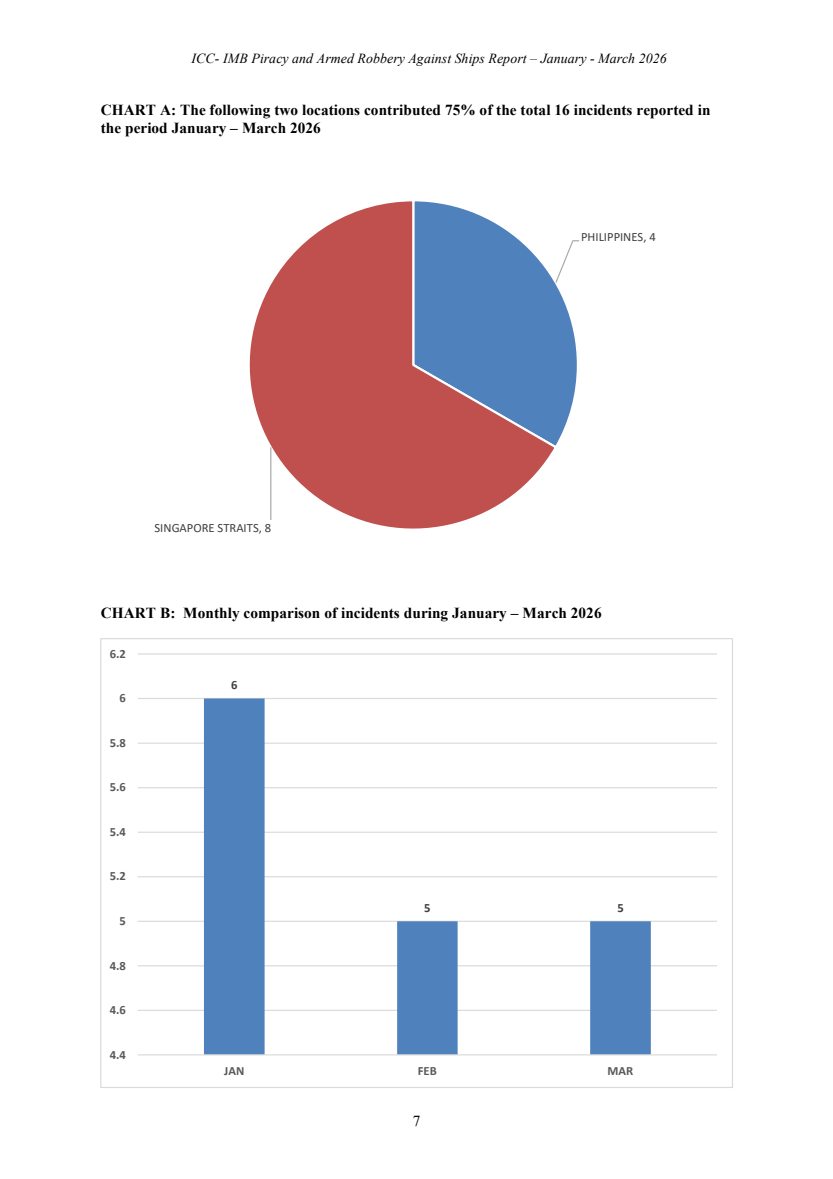 ICC- IMB Piracy and Armed Robbery Against Ships Report – January - March 2026
CHART A: The following two locations contributed 75% of the total 16 incidents reported in
the period January – March 2026
PHILIPPINES, 4
SINGAPORE STRAITS, 8
CHART B:  Monthly comparison of incidents during January – March 2026
6.2
6
5.8
5.6
5.4
5.2
5
4.8
4.6
4.4
6
5
5
JAN
FEB
MAR
7